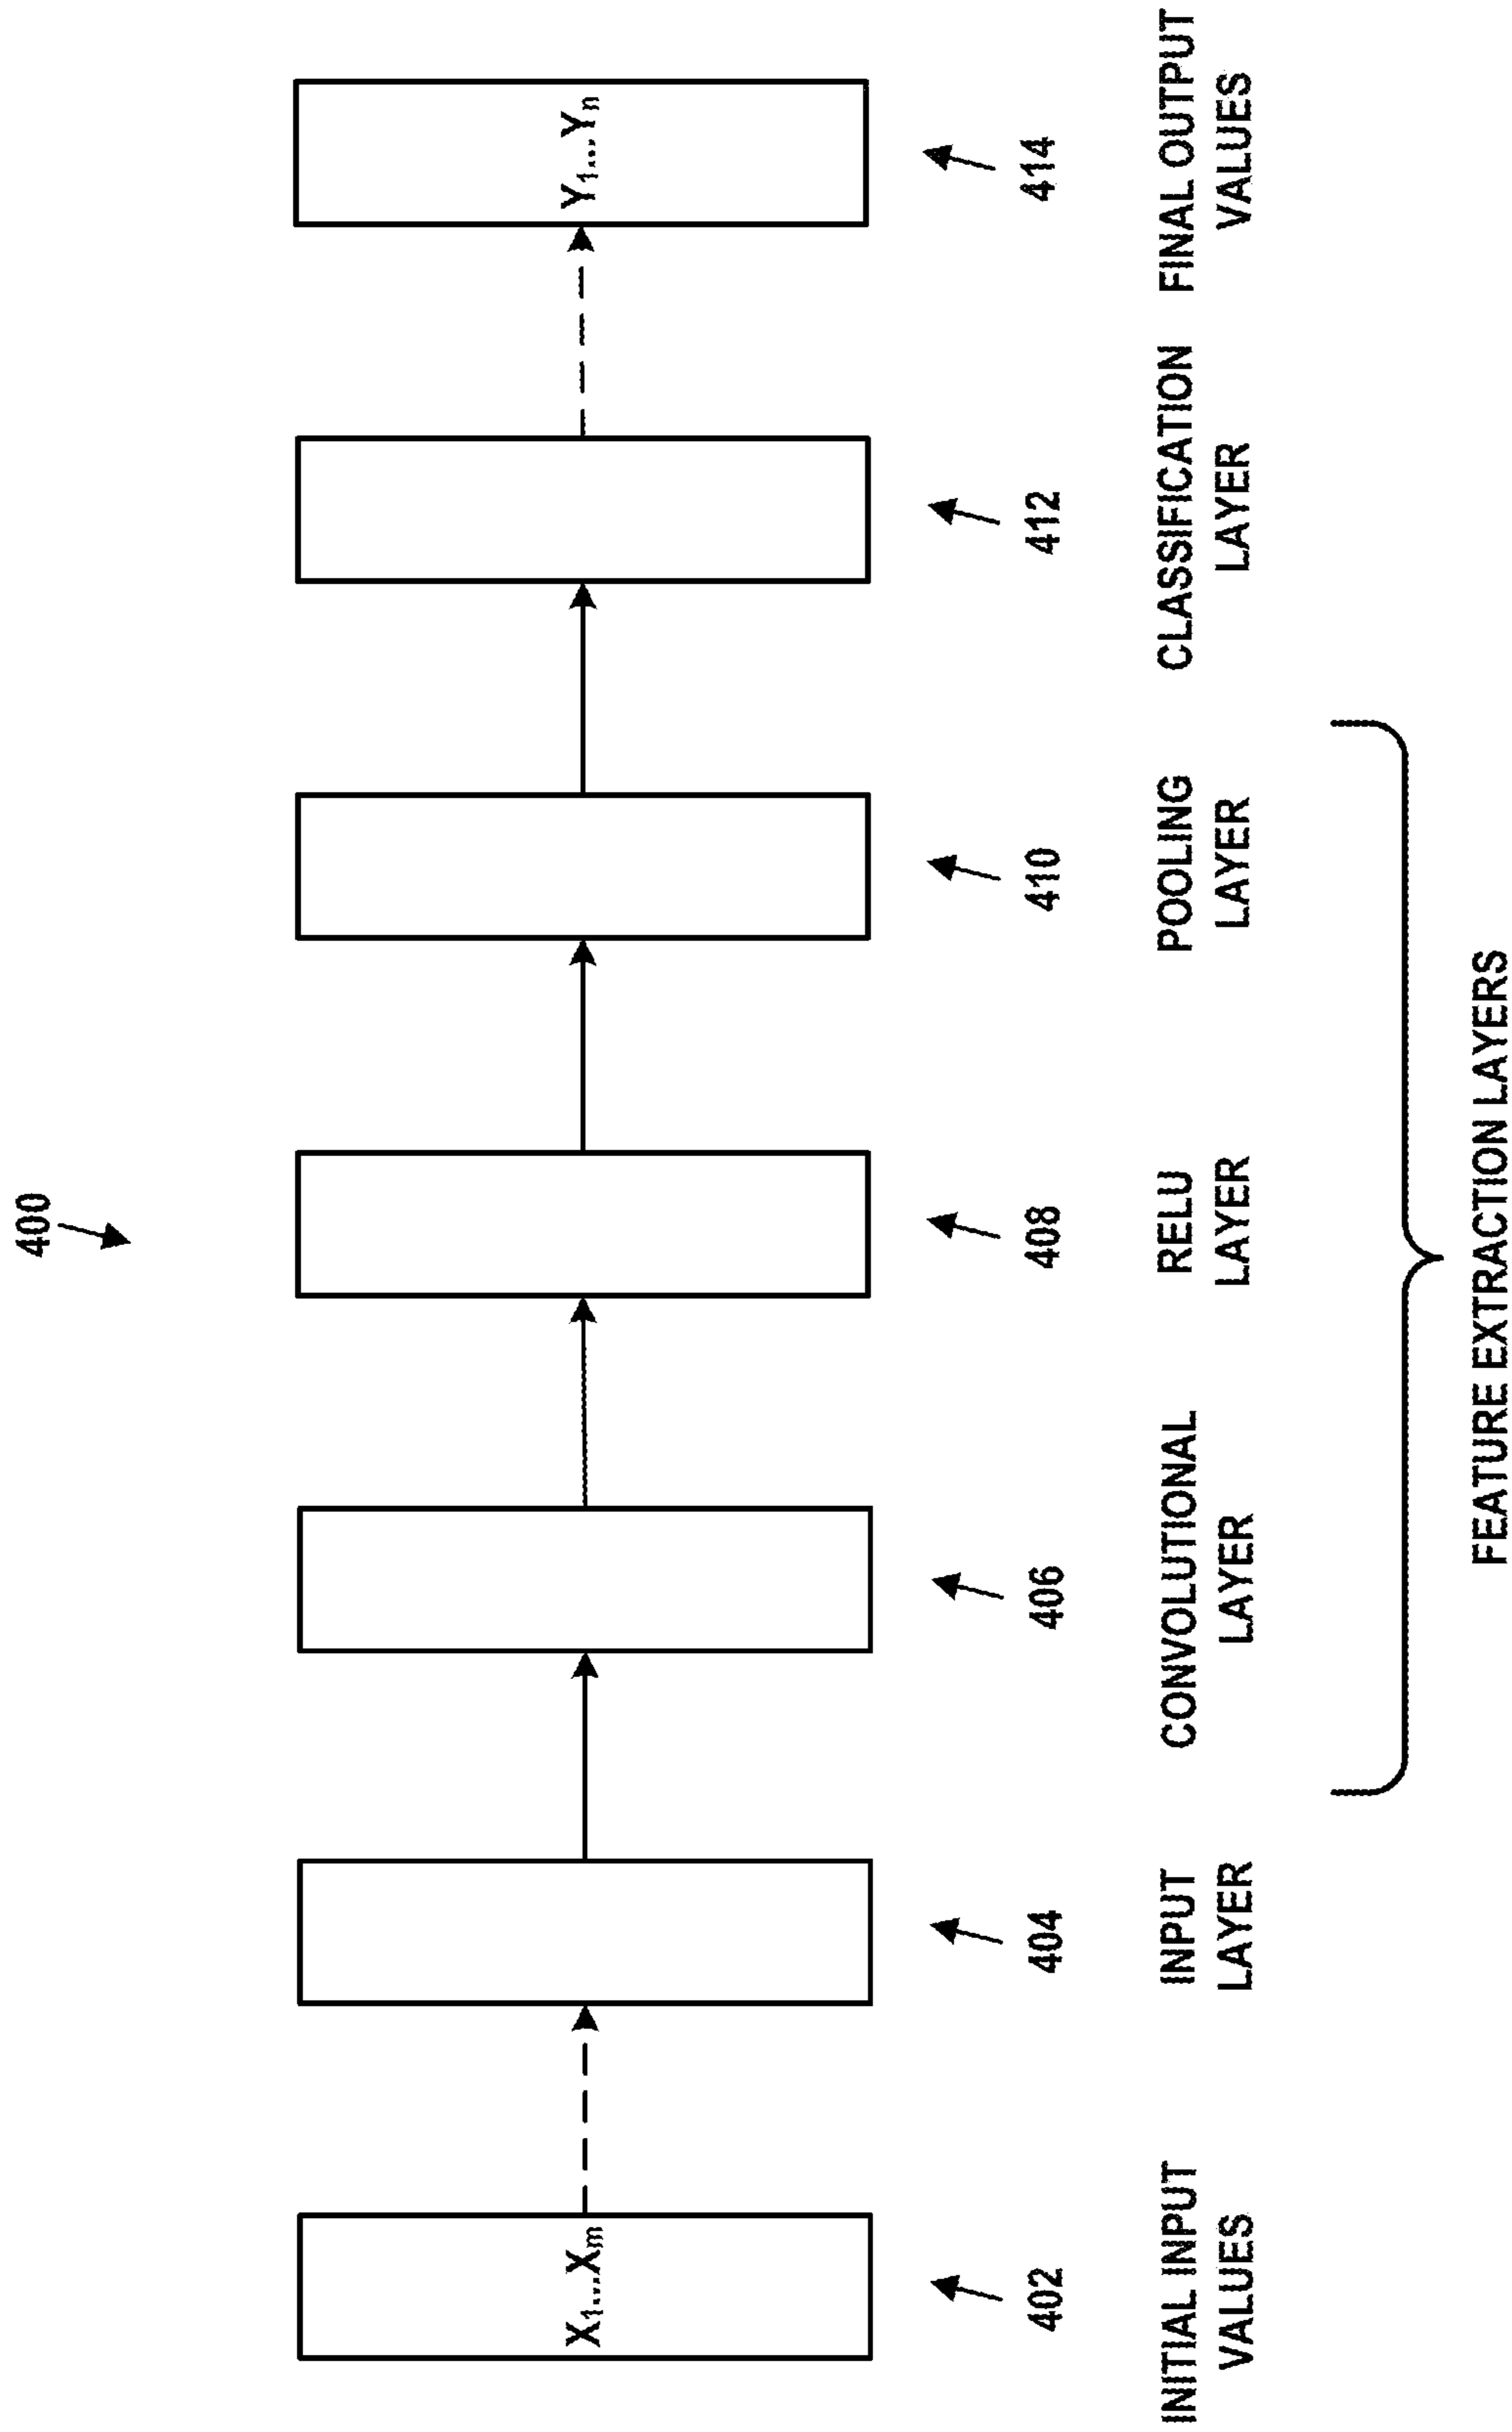 400
X1...Xm
Y1...Yn
402
404
406
408
410
412
414
INITIAL INPUT
VALUES
INPUT
LAYER
CONVOLUTIONAL
LAYER
RELU
LAYER
POOLING
LAYER
CLASSIFICATION
LAYER
FINAL OUTPUT
VALUES
FEATURE EXTRACTION LAYERS